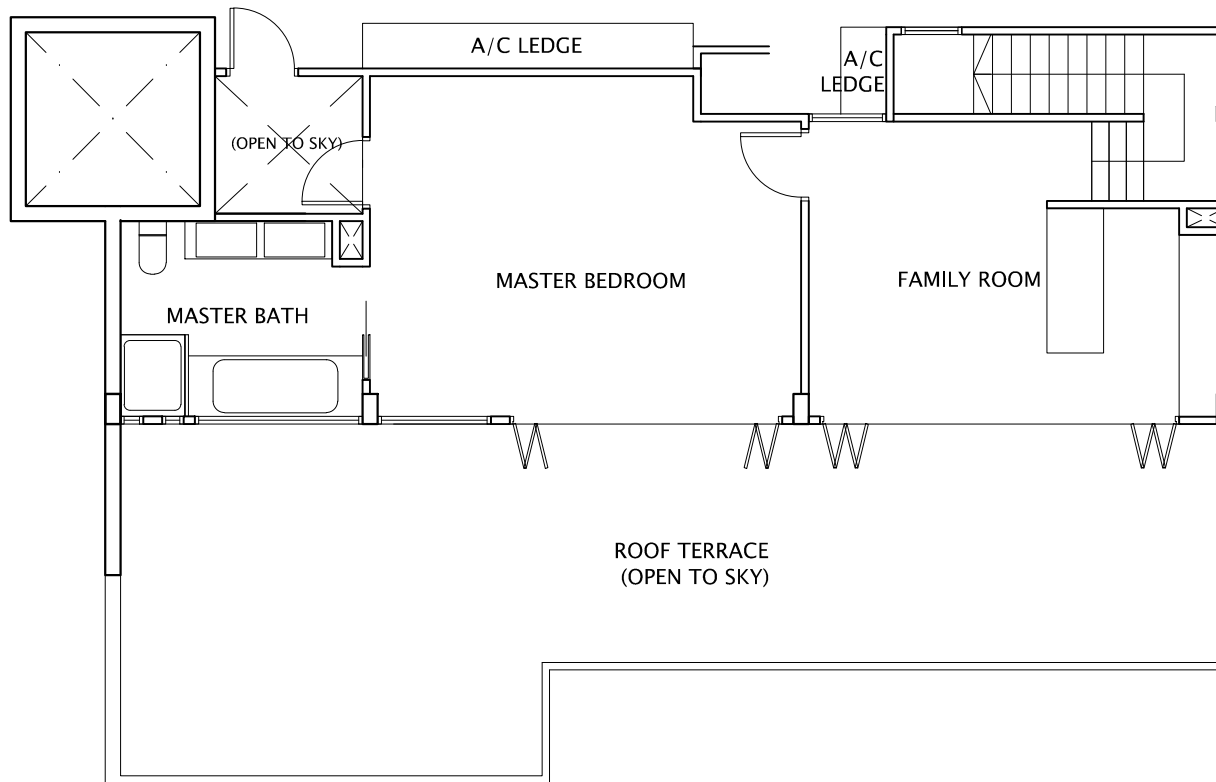 A/C LEDGE
A/C
LEDGE
(OPEN TO SKY)
MASTER BEDROOM
FAMILY ROOM
MASTER BATH
ROOF TERRACE
(OPEN TO SKY)